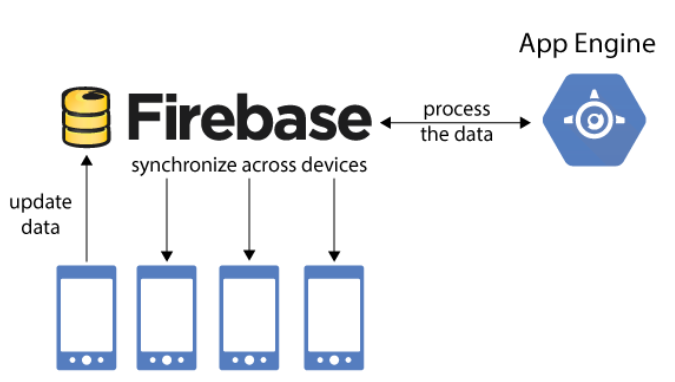 App Engine
Firebase
process
the data
synchronize across devices
update
data